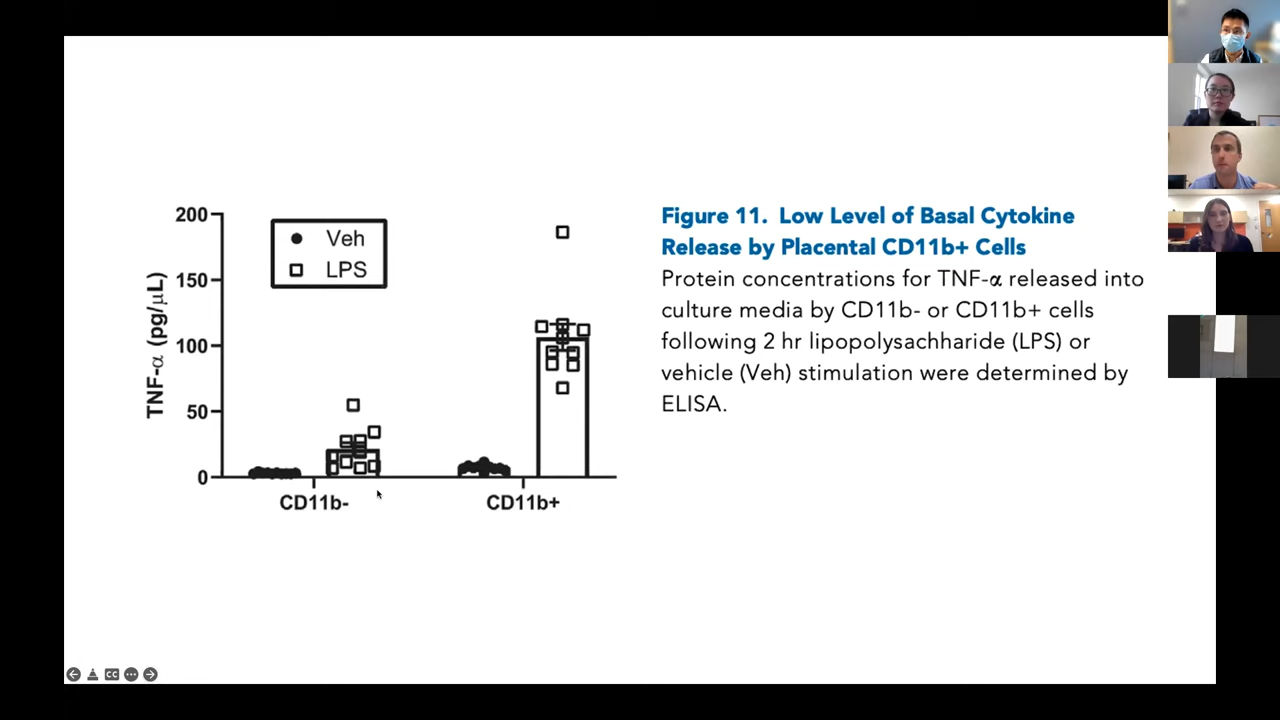 200
150
100
50
0
TNF-α (pg/μL)
Veh
LPS
CD11b-
CD11b+
Figure 11. Low Level of Basal Cytokine
Release by Placental CD11b+ Cells
Protein concentrations for TNF-α released into
culture media by CD11b- or CD11b+ cells
following 2 hr lipopolysachharide (LPS) or
vehicle (Veh) stimulation were determined by
ELISA.
CC